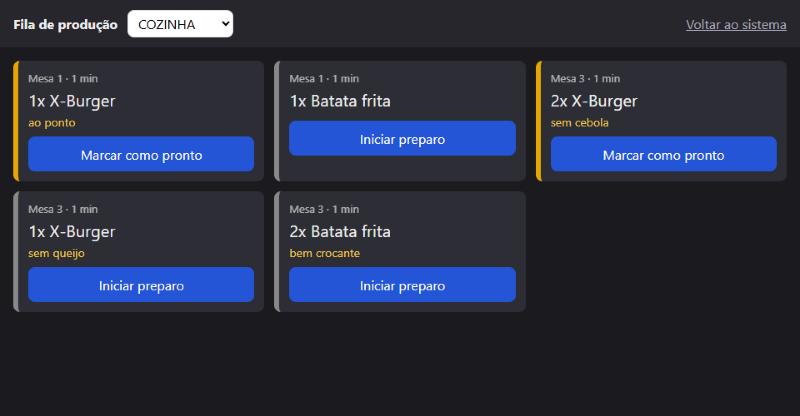 Fila de produção COZINHA Voltar ao sistema
Mesa 1 · 1 min
1x X-Burger
ao ponto
Marcar como pronto
Mesa 1 · 1 min
1x Batata frita
Iniciar preparo
Mesa 3 · 1 min
2x X-Burger
sem cebola
Marcar como pronto
Mesa 3 · 1 min
1x X-Burger
sem queijo
Iniciar preparo
Mesa 3 · 1 min
2x Batata frita
bem crocante
Iniciar preparo